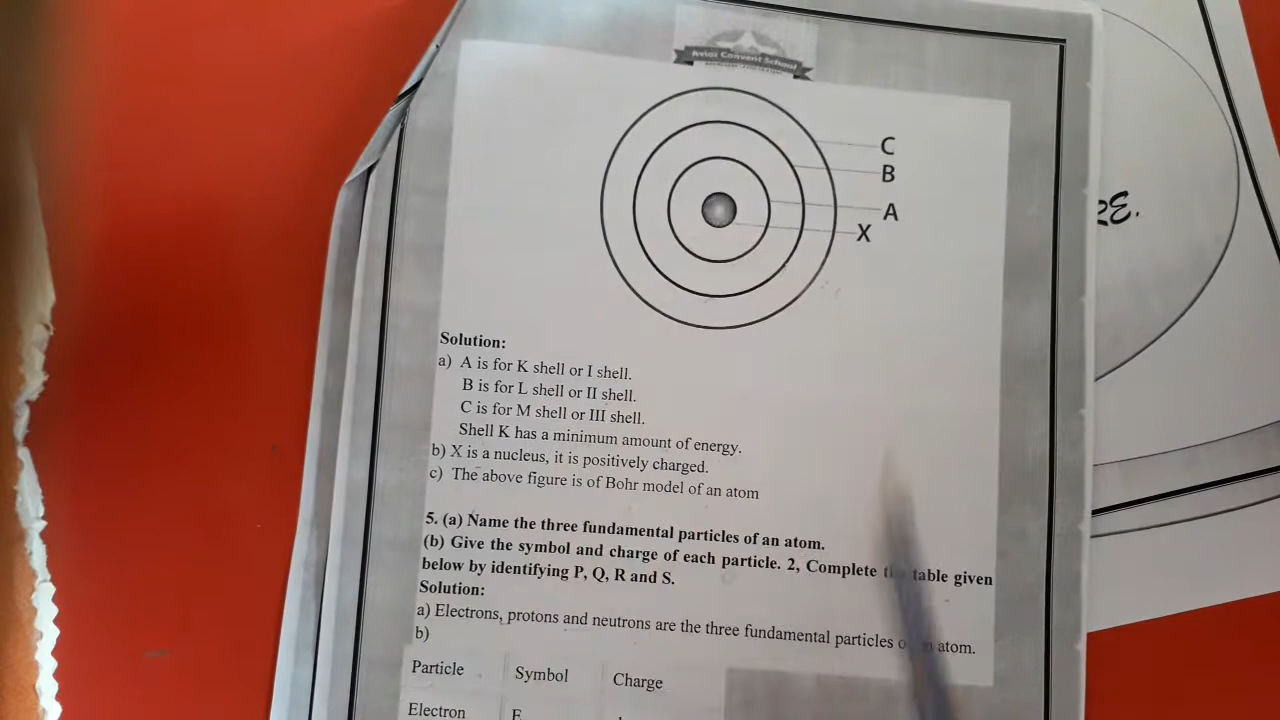 Avior Convent School
C
B
A
X
RE.
Solution:
a) A is for K shell or I shell.
B is for L shell or II shell.
C is for M shell or III shell.
Shell K has a minimum amount of energy.
b) X is a nucleus, it is positively charged.
c) The above figure is of Bohr model of an atom
5. (a) Name the three fundamental particles of an atom.
(b) Give the symbol and charge of each particle. 2, Complete table given
below by identifying P, Q, R and S.
Solution:
a) Electrons, protons and neutrons are the three fundamental particles atom.
b)
Particle Symbol Charge
Electron